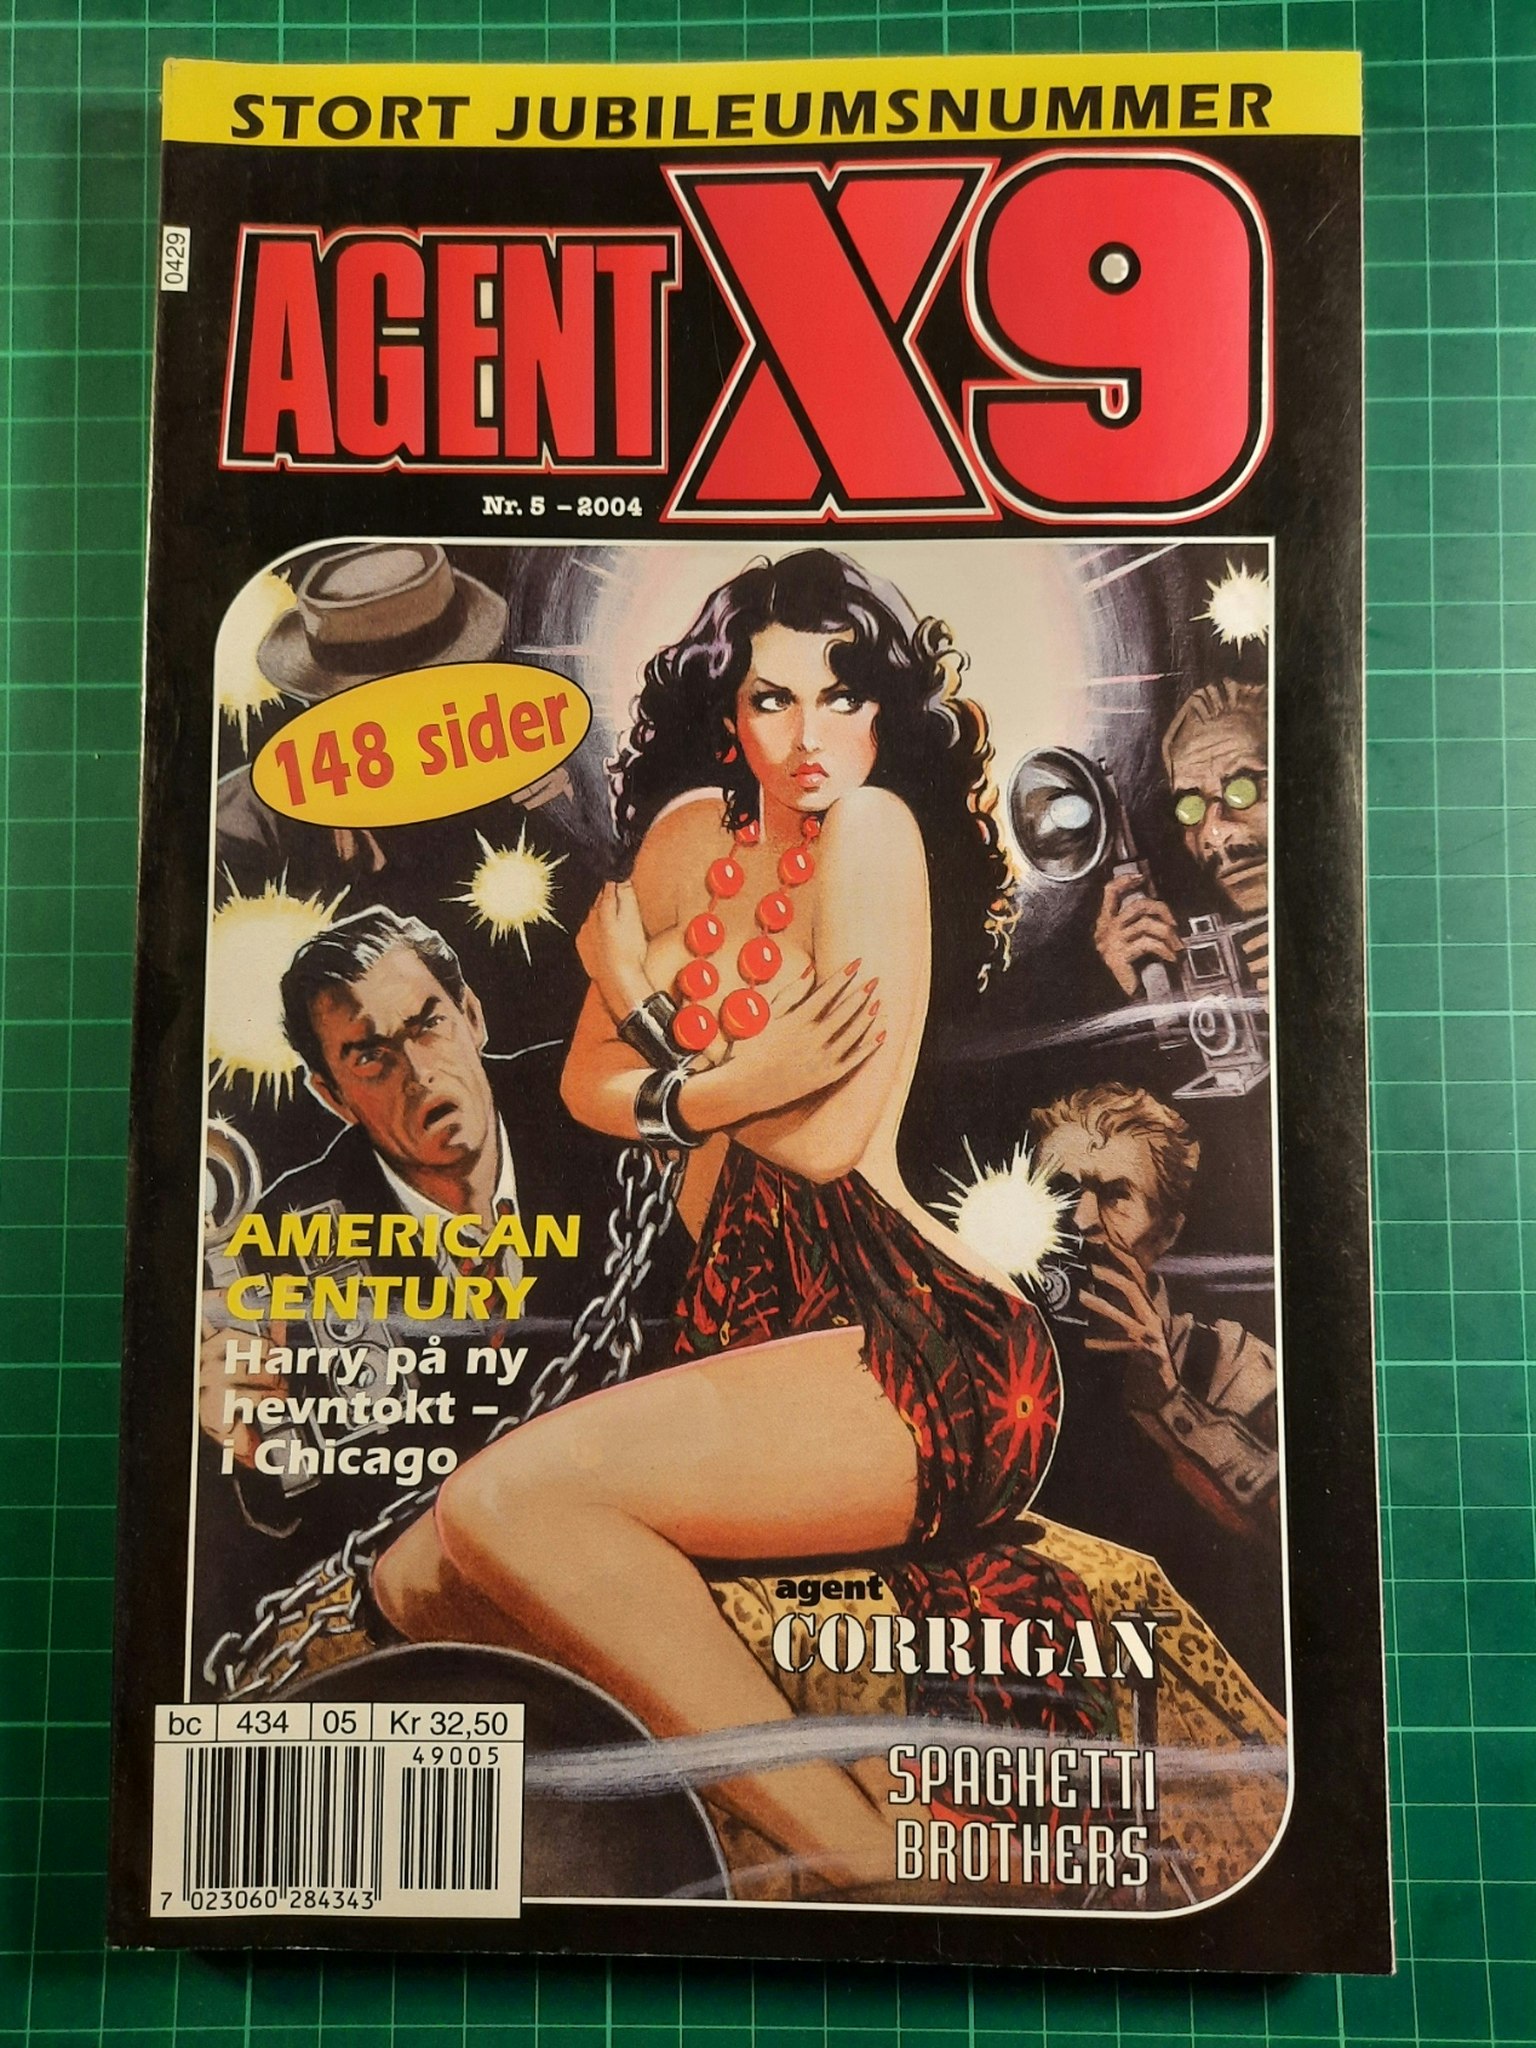 STORT JUBILEUMSNUMMER
0429
AGENT X9
Nr. 5 – 2004
148 sider
AMERICAN
CENTURY
Harry på ny
hevntokt –
i Chicago
agent
CORRIGAN
SPAGHETTI
BROTHERS
bc 434 05 Kr 32,50
49005
7 023060 284343